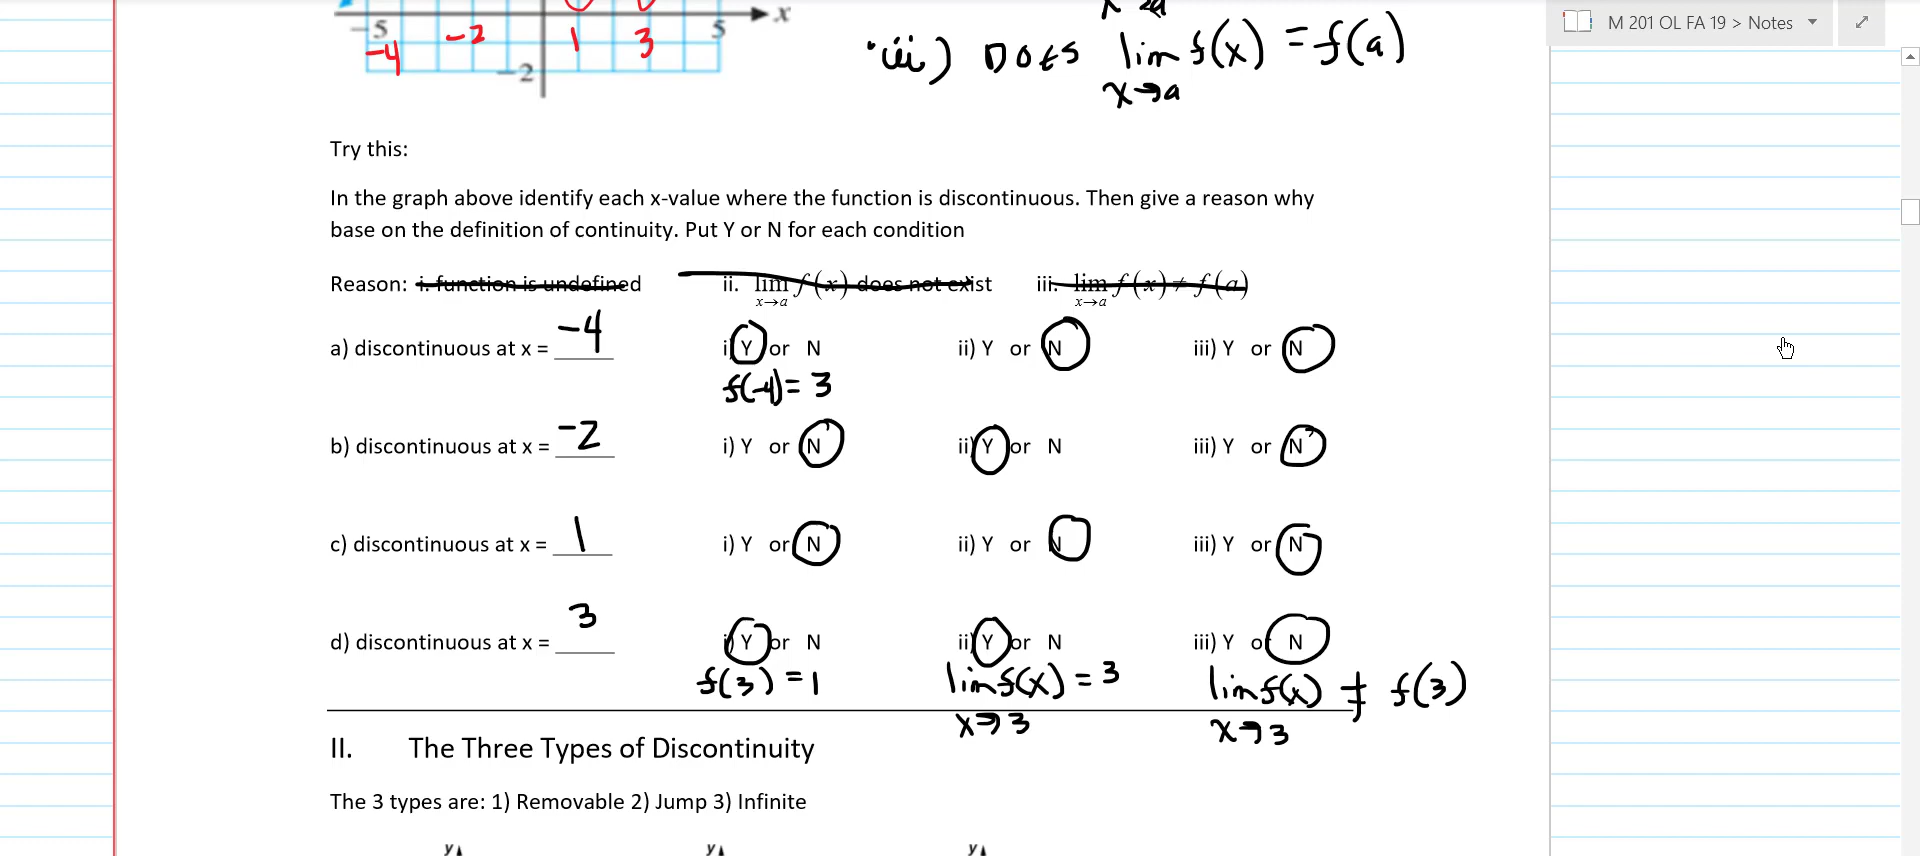 M 201 OL FA 19 > Notes
-5 5 x
-4 -2 1 3
-2
iii) DOES lim f(x) = f(a)
x→a
Try this:
In the graph above identify each x-value where the function is discontinuous. Then give a reason why
base on the definition of continuity. Put Y or N for each condition
Reason: i. function is undefined ii. lim f(x) does not exist iii. lim f(x) ≠ f(a)
x→a x→a
a) discontinuous at x = -4 i) Y or N ii) Y or N iii) Y or N
f(-4) = 3
b) discontinuous at x = -2 i) Y or N ii) Y or N iii) Y or N
c) discontinuous at x = 1 i) Y or N ii) Y or N iii) Y or N
d) discontinuous at x = 3 i) Y or N ii) Y or N iii) Y or N
f(3) = 1 lim f(x) = 3 lim f(x) ≠ f(3)
x→3 x→3
II. The Three Types of Discontinuity
The 3 types are: 1) Removable 2) Jump 3) Infinite
y y y